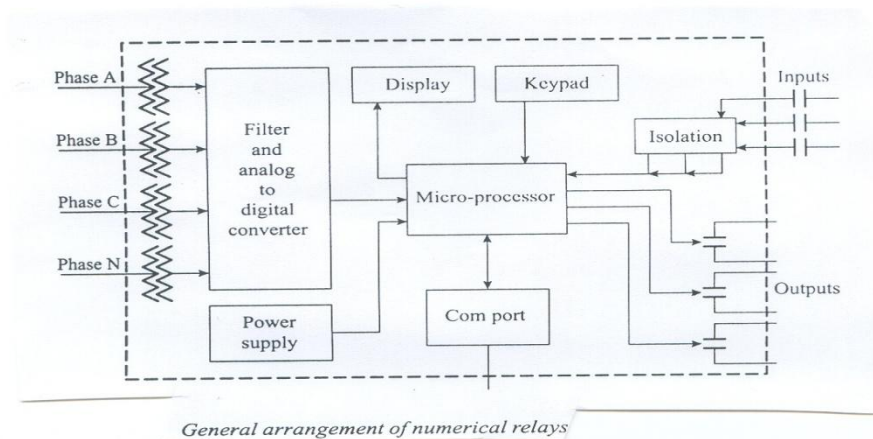 Phase A
Phase B
Phase C
Phase N
Filter
and
analog
to
digital
converter
Power
supply
Display
Keypad
Micro-processor
Com port
Isolation
Inputs
Outputs
General arrangement of numerical relays